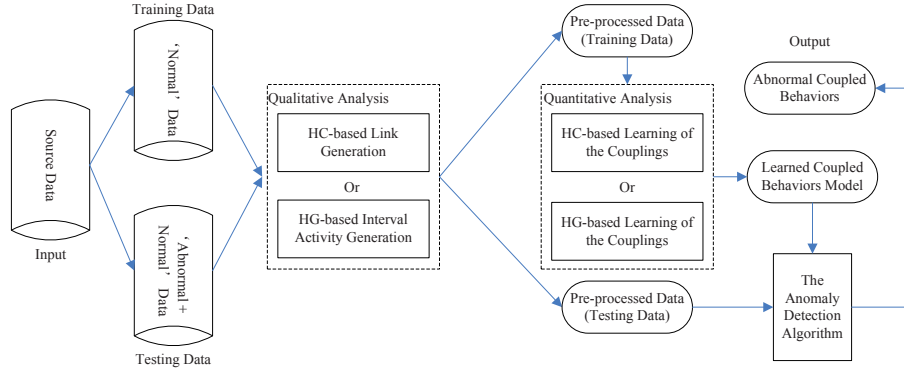 Training Data
‘Normal’ Data
Source Data
Input
‘Abnormal+
Normal’ Data
Testing Data
Qualitative Analysis
HC-based Link
Generation
Or
HG-based Interval
Activity Generation
Pre-processed Data
(Training Data)
Quantitative Analysis
HC-based Learning of
the Couplings
Or
HG-based Learning of
the Couplings
Pre-processed Data
(Testing Data)
Output
Abnormal Coupled
Behaviors
Learned Coupled
Behaviors Model
The
Anomaly
Detection
Algorithm